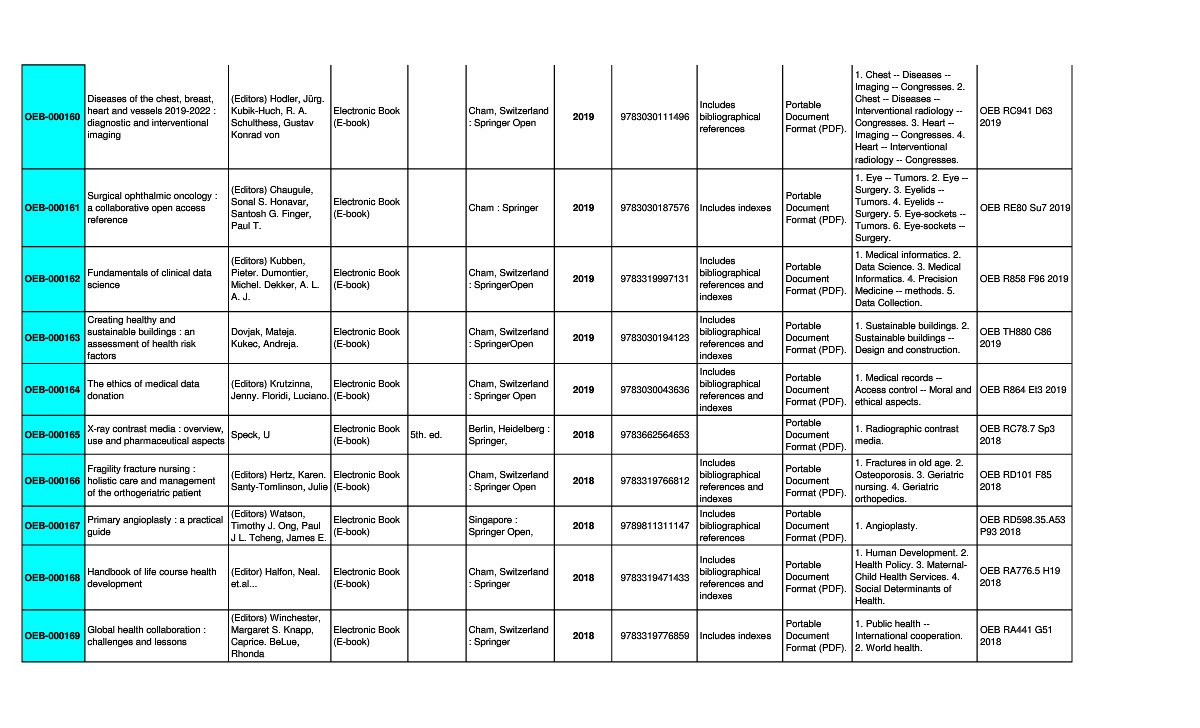 OEB-000160
Diseases of the chest, breast,
heart and vessels 2019-2022 :
diagnostic and interventional
imaging
(Editors) Hodler, Jürg.
Kubik-Huch, R. A.
Schulthess, Gustav
Konrad von
Electronic Book
(E-book)
Cham, Switzerland
: Springer Open
2019
9783030111496
Includes
bibliographical
references
Portable
Document
Format (PDF).
1. Chest -- Diseases --
Imaging -- Congresses. 2.
Chest -- Diseases --
Interventional radiology --
Congresses. 3. Heart --
Imaging -- Congresses. 4.
Heart -- Interventional
radiology -- Congresses.
OEB RC941 D63
2019
OEB-000161
Surgical ophthalmic oncology :
a collaborative open access
reference
(Editors) Chaugule,
Sonal S. Honavar,
Santosh G. Finger,
Paul T.
Electronic Book
(E-book)
Cham : Springer
2019
9783030187576
Includes indexes
Portable
Document
Format (PDF).
1. Eye -- Tumors. 2. Eye --
Surgery. 3. Eyelids --
Tumors. 4. Eyelids --
Surgery. 5. Eye-sockets --
Tumors. 6. Eye-sockets --
Surgery.
OEB RE80 Su7 2019
OEB-000162
Fundamentals of clinical data
science
(Editors) Kubben,
Pieter. Dumontier,
Michel. Dekker, A. L.
A. J.
Electronic Book
(E-book)
Cham, Switzerland
: SpringerOpen
2019
9783319997131
Includes
bibliographical
references and
indexes
Portable
Document
Format (PDF).
1. Medical informatics. 2.
Data Science. 3. Medical
Informatics. 4. Precision
Medicine -- methods. 5.
Data Collection.
OEB R858 F96 2019
OEB-000163
Creating healthy and
sustainable buildings : an
assessment of health risk
factors
Dovjak, Mateja.
Kukec, Andreja.
Electronic Book
(E-book)
Cham, Switzerland
: SpringerOpen
2019
9783030194123
Includes
bibliographical
references and
indexes
Portable
Document
Format (PDF).
1. Sustainable buildings. 2.
Sustainable buildings --
Design and construction.
OEB TH880 C86
2019
OEB-000164
The ethics of medical data
donation
(Editors) Krutzinna,
Jenny. Floridi, Luciano.
Electronic Book
(E-book)
Cham, Switzerland
: Springer Open
2019
9783030043636
Includes
bibliographical
references and
indexes
Portable
Document
Format (PDF).
1. Medical records --
Access control -- Moral and
ethical aspects.
OEB R864 Et3 2019
OEB-000165
X-ray contrast media : overview,
use and pharmaceutical aspects
Speck, U
Electronic Book
(E-book)
5th. ed.
Berlin, Heidelberg :
Springer,
2018
9783662564653
Portable
Document
Format (PDF).
1. Radiographic contrast
media.
OEB RC78.7 Sp3
2018
OEB-000166
Fragility fracture nursing :
holistic care and management
of the orthogeriatric patient
(Editors) Hertz, Karen.
Santy-Tomlinson, Julie
Electronic Book
(E-book)
Cham, Switzerland
: Springer Open
2018
9783319766812
Includes
bibliographical
references and
indexes
Portable
Document
Format (PDF).
1. Fractures in old age. 2.
Osteoporosis. 3. Geriatric
nursing. 4. Geriatric
orthopedics.
OEB RD101 F85
2018
OEB-000167
Primary angioplasty : a practical
guide
(Editors) Watson,
Timothy J. Ong, Paul
J L. Tcheng, James E.
Electronic Book
(E-book)
Singapore :
Springer Open,
2018
9789811311147
Includes
bibliographical
references
Portable
Document
Format (PDF).
1. Angioplasty.
OEB RD598.35.A53
P93 2018
OEB-000168
Handbook of life course health
development
(Editor) Halfon, Neal.
et.al...
Electronic Book
(E-book)
Cham, Switzerland
: Springer
2018
9783319471433
Includes
bibliographical
references and
indexes
Portable
Document
Format (PDF).
1. Human Development. 2.
Health Policy. 3. Maternal-
Child Health Services. 4.
Social Determinants of
Health.
OEB RA776.5 H19
2018
OEB-000169
Global health collaboration :
challenges and lessons
(Editors) Winchester,
Margaret S. Knapp,
Caprice. BeLue,
Rhonda
Electronic Book
(E-book)
Cham, Switzerland
: Springer
2018
9783319776859
Includes indexes
Portable
Document
Format (PDF).
1. Public health --
International cooperation.
2. World health.
OEB RA441 G51
2018